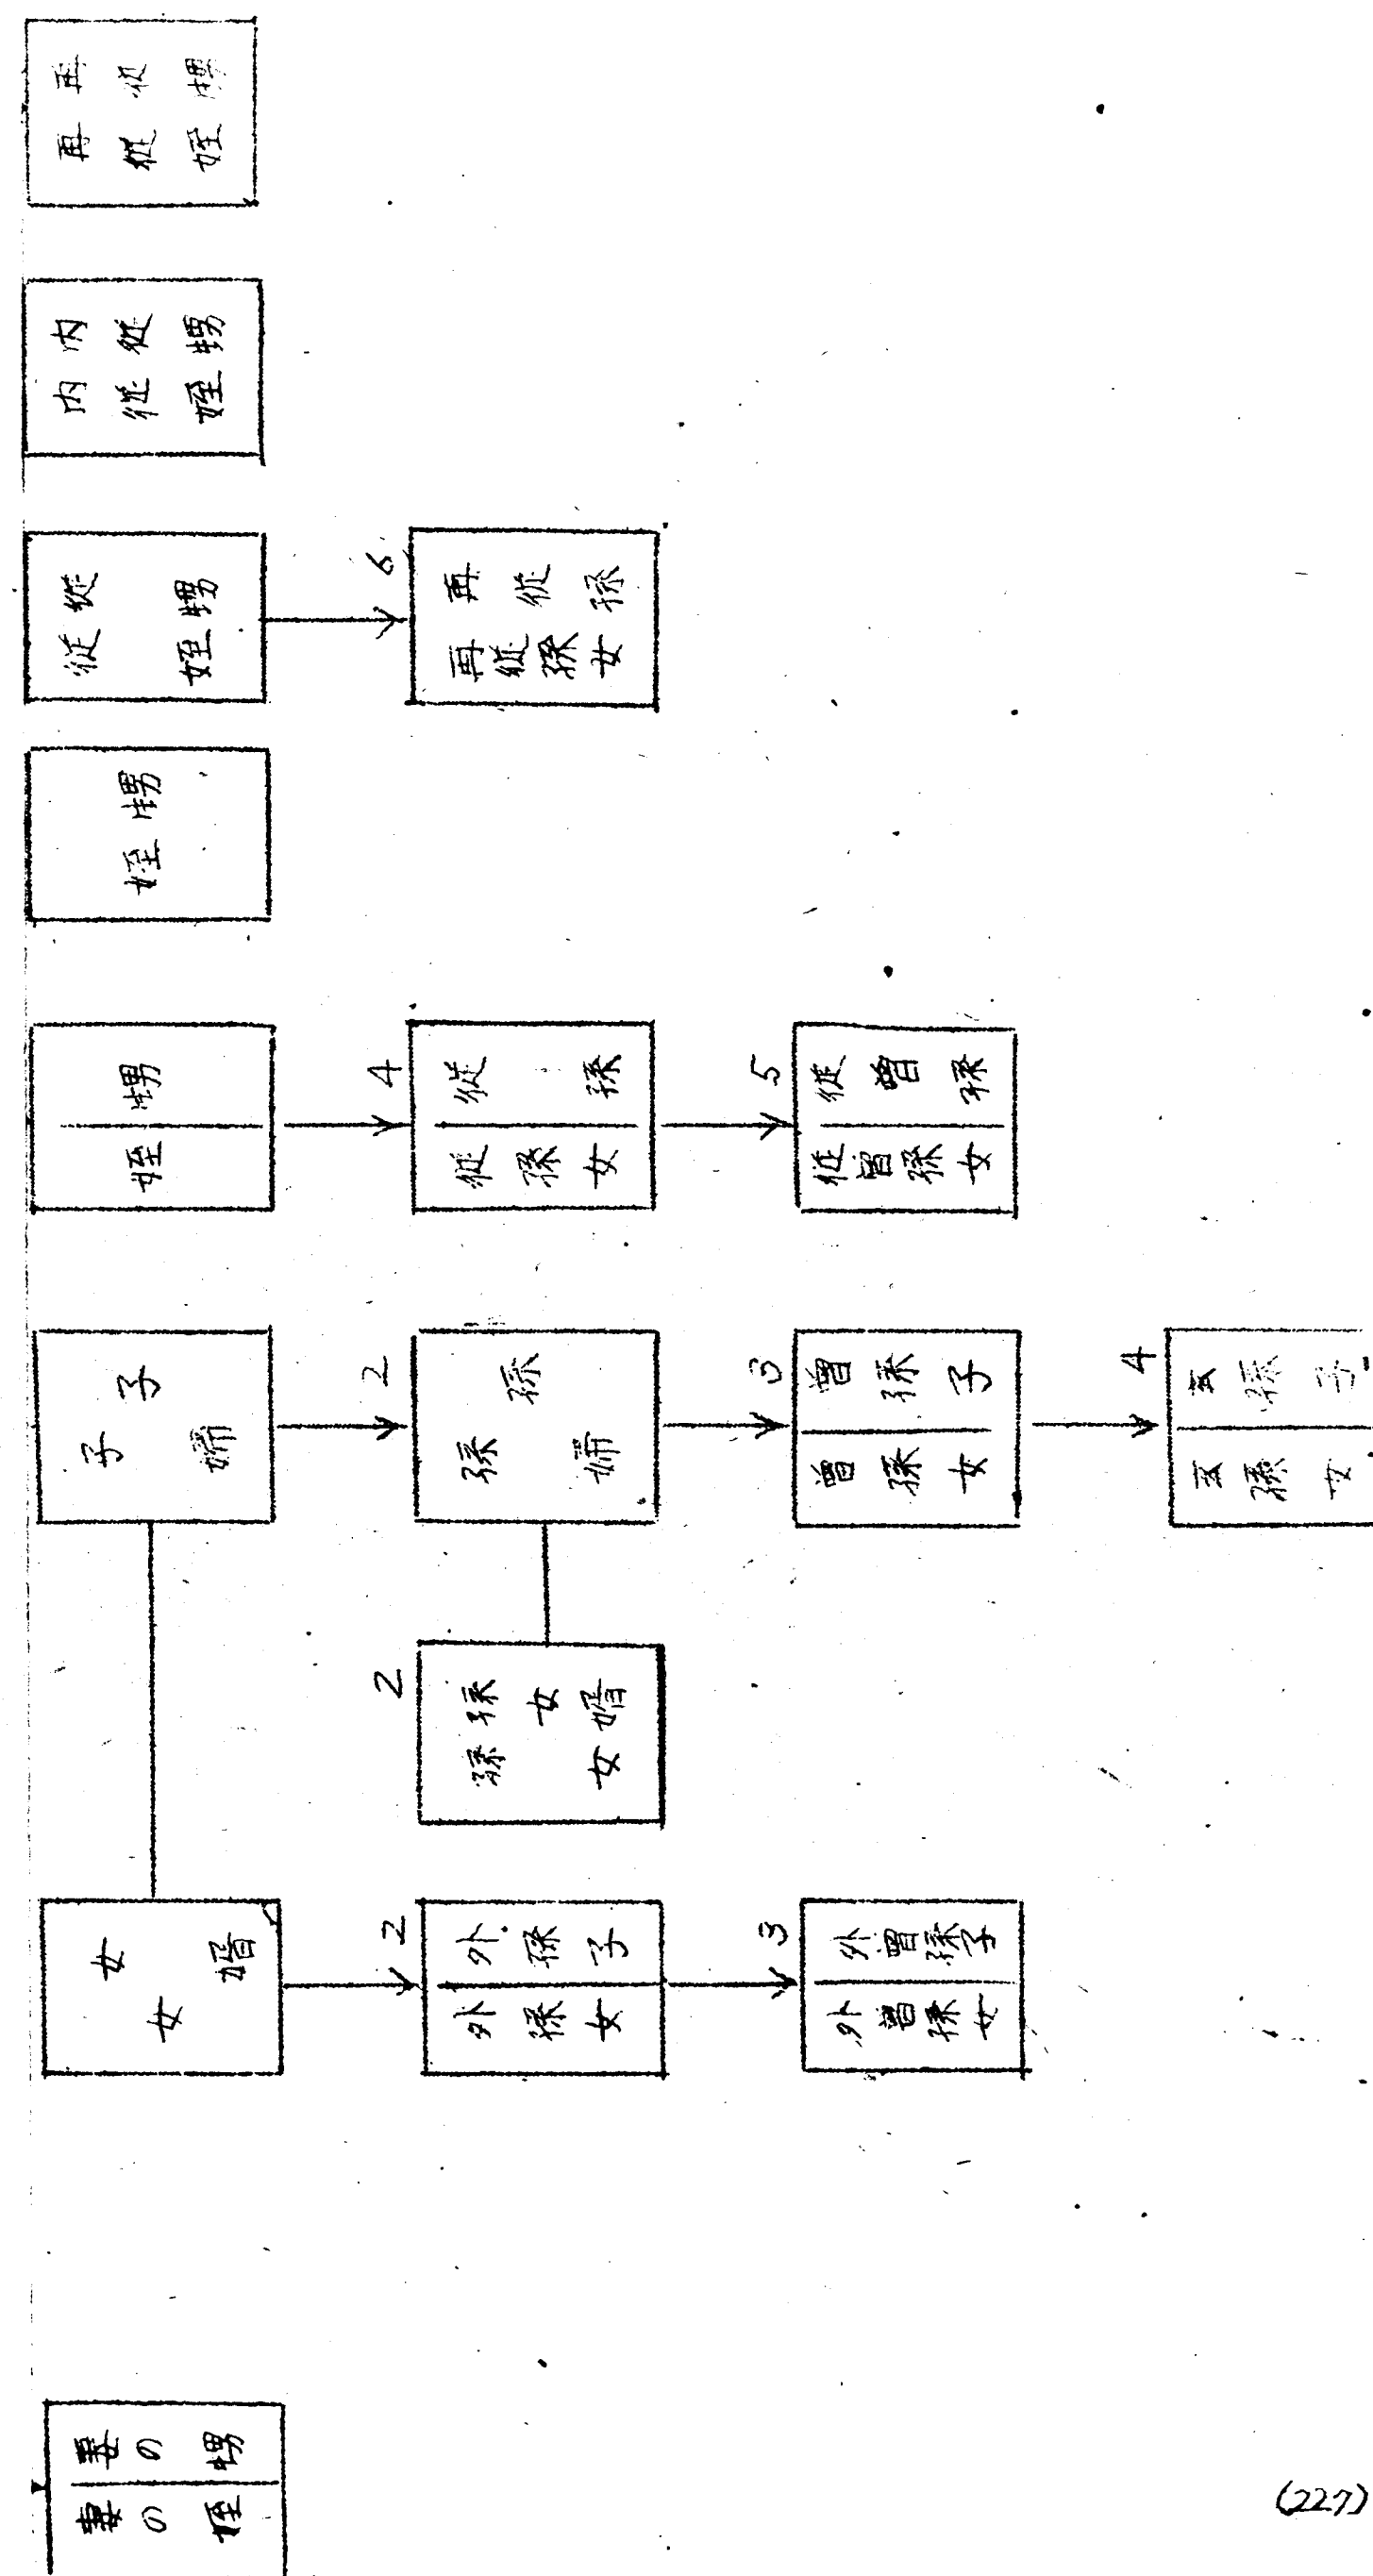 再従甥
再従姪
内従甥
内従姪
従甥
従姪
甥
姪
甥
姪
子
子婦
女
女婿
妻の甥
妻の姪
6
再従孫
再従孫女
4
従孫
従孫女
2
孫
孫婦
2
孫女
孫女婿
2
外孫子
外孫女
5
従曽孫
従曽孫女
3
曽孫子
曽孫女
3
外曽孫子
外曽孫女
4
玄孫子
玄孫女
(227)